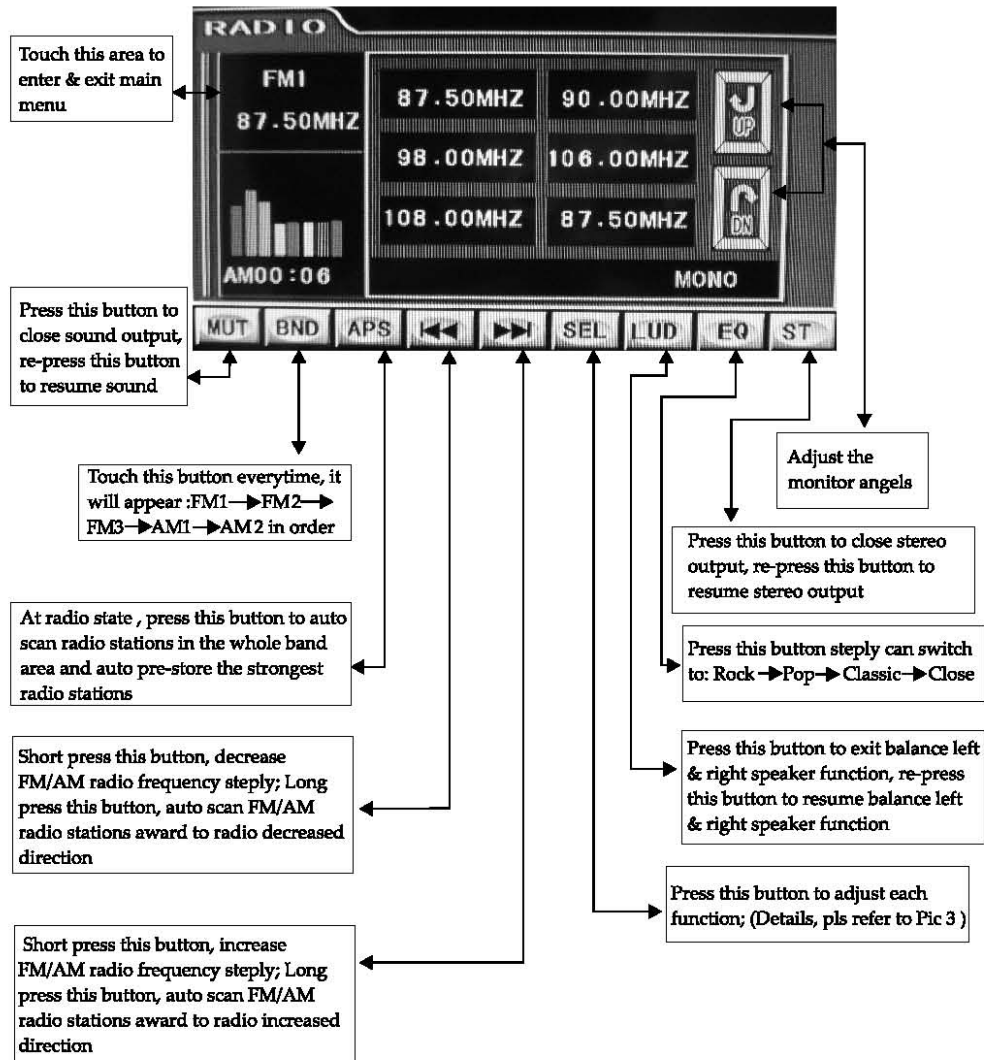 RADIO
Touch this area to
enter & exit main
menu
FM1
87.50MHZ
87.50MHZ
90.00MHZ
UP
98.00MHZ
106.00MHZ
108.00MHZ
87.50MHZ
DN
AM00:06
MONO
MUT
BND
APS
SEL
LUD
EQ
ST
Press this button to
close sound output,
re-press this button
to resume sound
Touch this button everytime, it
will appear :FM1→FM2→
FM3→AM1→AM2 in order
Adjust the
monitor angels
Press this button to close stereo
output, re-press this button to
resume stereo output
At radio state , press this button to auto
scan radio stations in the whole band
area and auto pre-store the strongest
radio stations
Press this button steply can switch
to: Rock→Pop→Classic→Close
Short press this button, decrease
FM/AM radio frequency steply; Long
press this button, auto scan FM/AM
radio stations award to radio decreased
direction
Press this button to exit balance left
& right speaker function, re-press
this button to resume balance left
& right speaker function
Press this button to adjust each
function; (Details, pls refer to Pic 3 )
Short press this button, increase
FM/AM radio frequency steply; Long
press this button, auto scan FM/AM
radio stations award to radio increased
direction